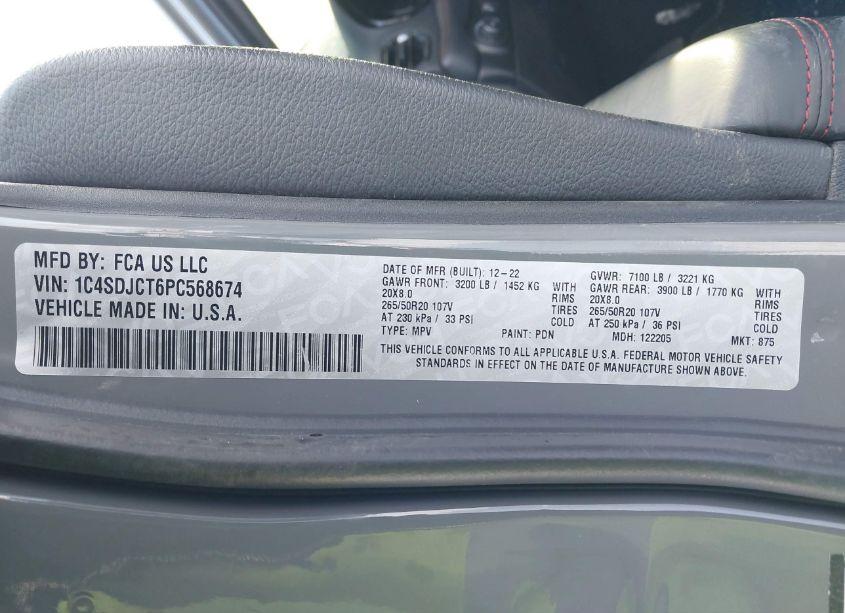 MFD BY: FCA US LLC
VIN: 1C4SDJCT6PC568674
VEHICLE MADE IN: U.S.A.
DATE OF MFR (BUILT): 12-22
GAWR FRONT: 3200 LB / 1452 KG WITH
20X8.0 RIMS
265/50R20 107V TIRES
AT 230 kPa / 33 PSI COLD
TYPE: MPV PAINT: PDN
GVWR: 7100 LB / 3221 KG
GAWR REAR: 3900 LB / 1770 KG WITH
20X8.0 RIMS
265/50R20 107V TIRES
AT 250 kPa / 36 PSI COLD
MDH: 122205 MKT: 875
THIS VEHICLE CONFORMS TO ALL APPLICABLE U.S.A. FEDERAL MOTOR VEHICLE SAFETY
STANDARDS IN EFFECT ON THE DATE OF MANUFACTURE SHOWN ABOVE.